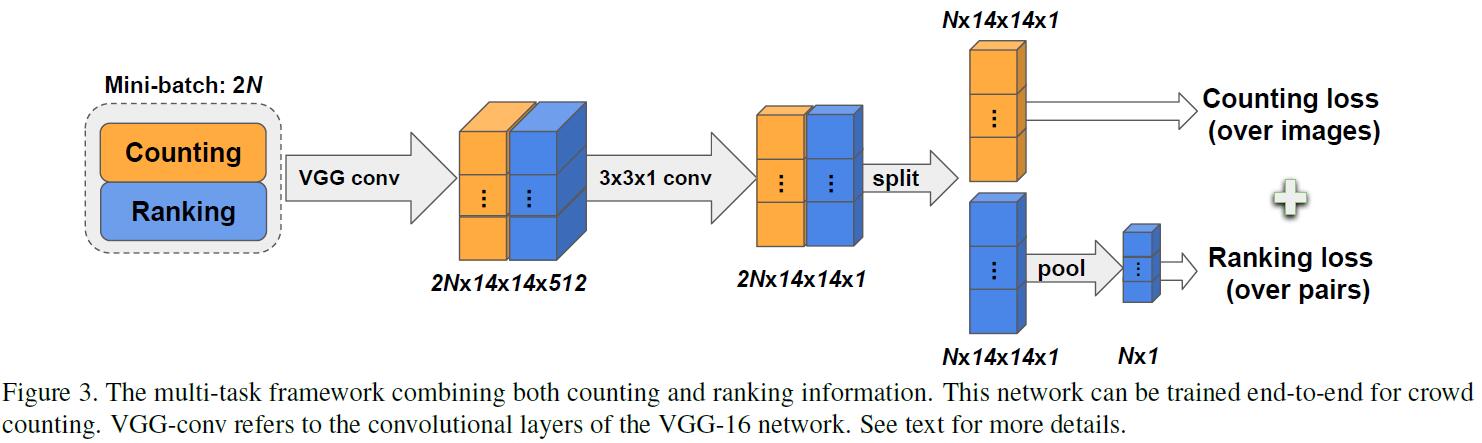 Nx14x14x1
Mini-batch: 2N
Counting
Ranking
VGG conv
2Nx14x14x512
3x3x1 conv
2Nx14x14x1
split
Counting loss
(over images)
+
pool
Ranking loss
(over pairs)
Nx14x14x1
Nx1
Figure 3. The multi-task framework combining both counting and ranking information. This network can be trained end-to-end for crowd
counting. VGG-conv refers to the convolutional layers of the VGG-16 network. See text for more details.